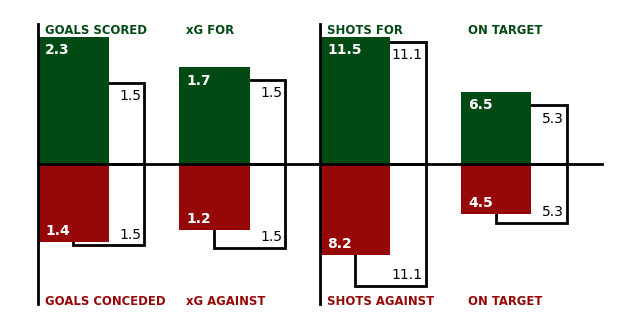 GOALS SCORED xG FOR SHOTS FOR ON TARGET
2.3 1.5 1.7 1.5 11.5 11.1 6.5 5.3
1.4 1.5 1.2 1.5 8.2 11.1 4.5 5.3
GOALS CONCEDED xG AGAINST SHOTS AGAINST ON TARGET